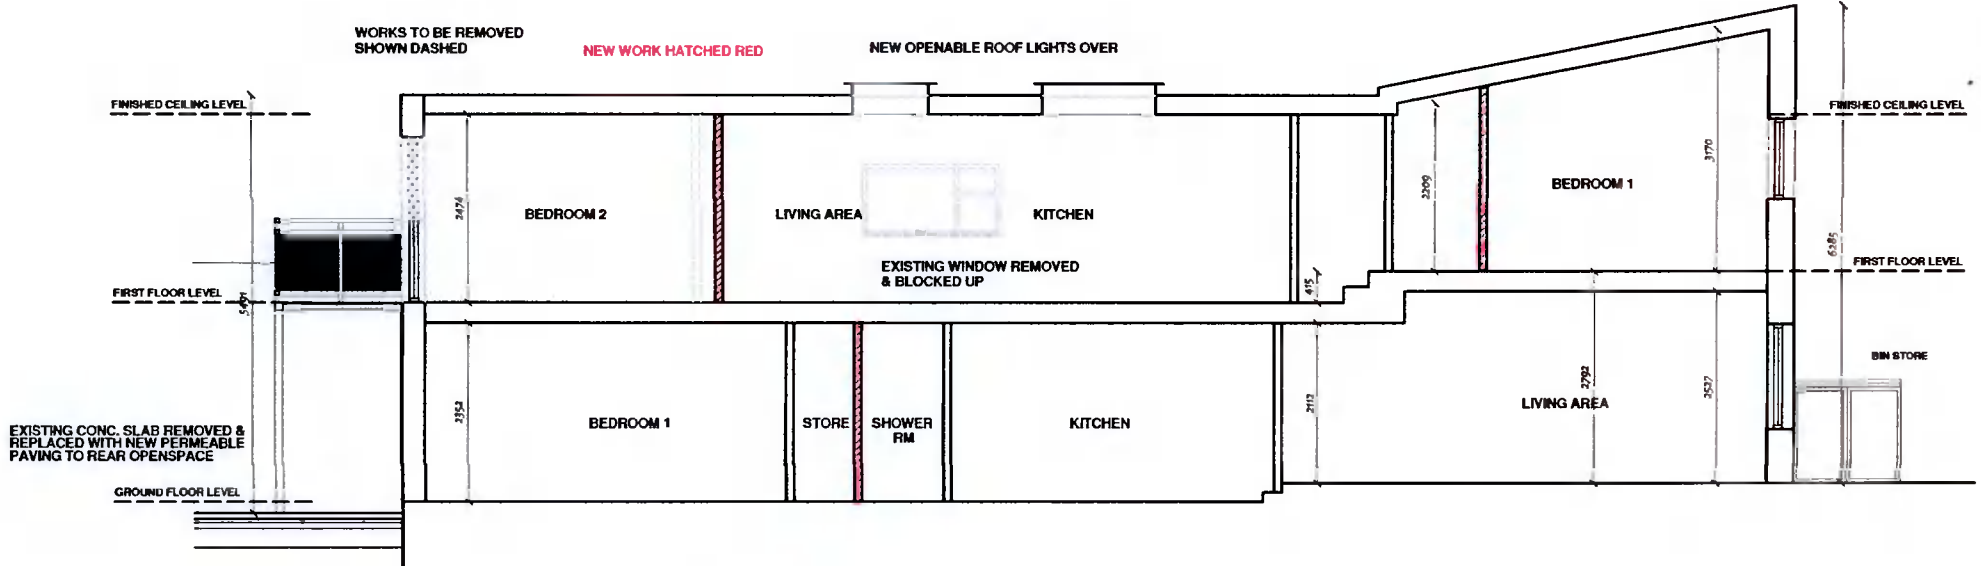 WORKS TO BE REMOVED
SHOWN DASHED
NEW WORK HATCHED RED
NEW OPENABLE ROOF LIGHTS OVER
FINISHED CEILING LEVEL
FINISHED CEILING LEVEL
2474
BEDROOM 2
LIVING AREA
KITCHEN
2209
BEDROOM 1
3170
6285
EXISTING WINDOW REMOVED
& BLOCKED UP
415
FIRST FLOOR LEVEL
FIRST FLOOR LEVEL
5491
2352
BEDROOM 1
STORE
SHOWER
RM
KITCHEN
2112
LIVING AREA
2792
2527
BIN STORE
EXISTING CONC. SLAB REMOVED &
REPLACED WITH NEW PERMEABLE
PAVING TO REAR OPENSPACE
GROUND FLOOR LEVEL